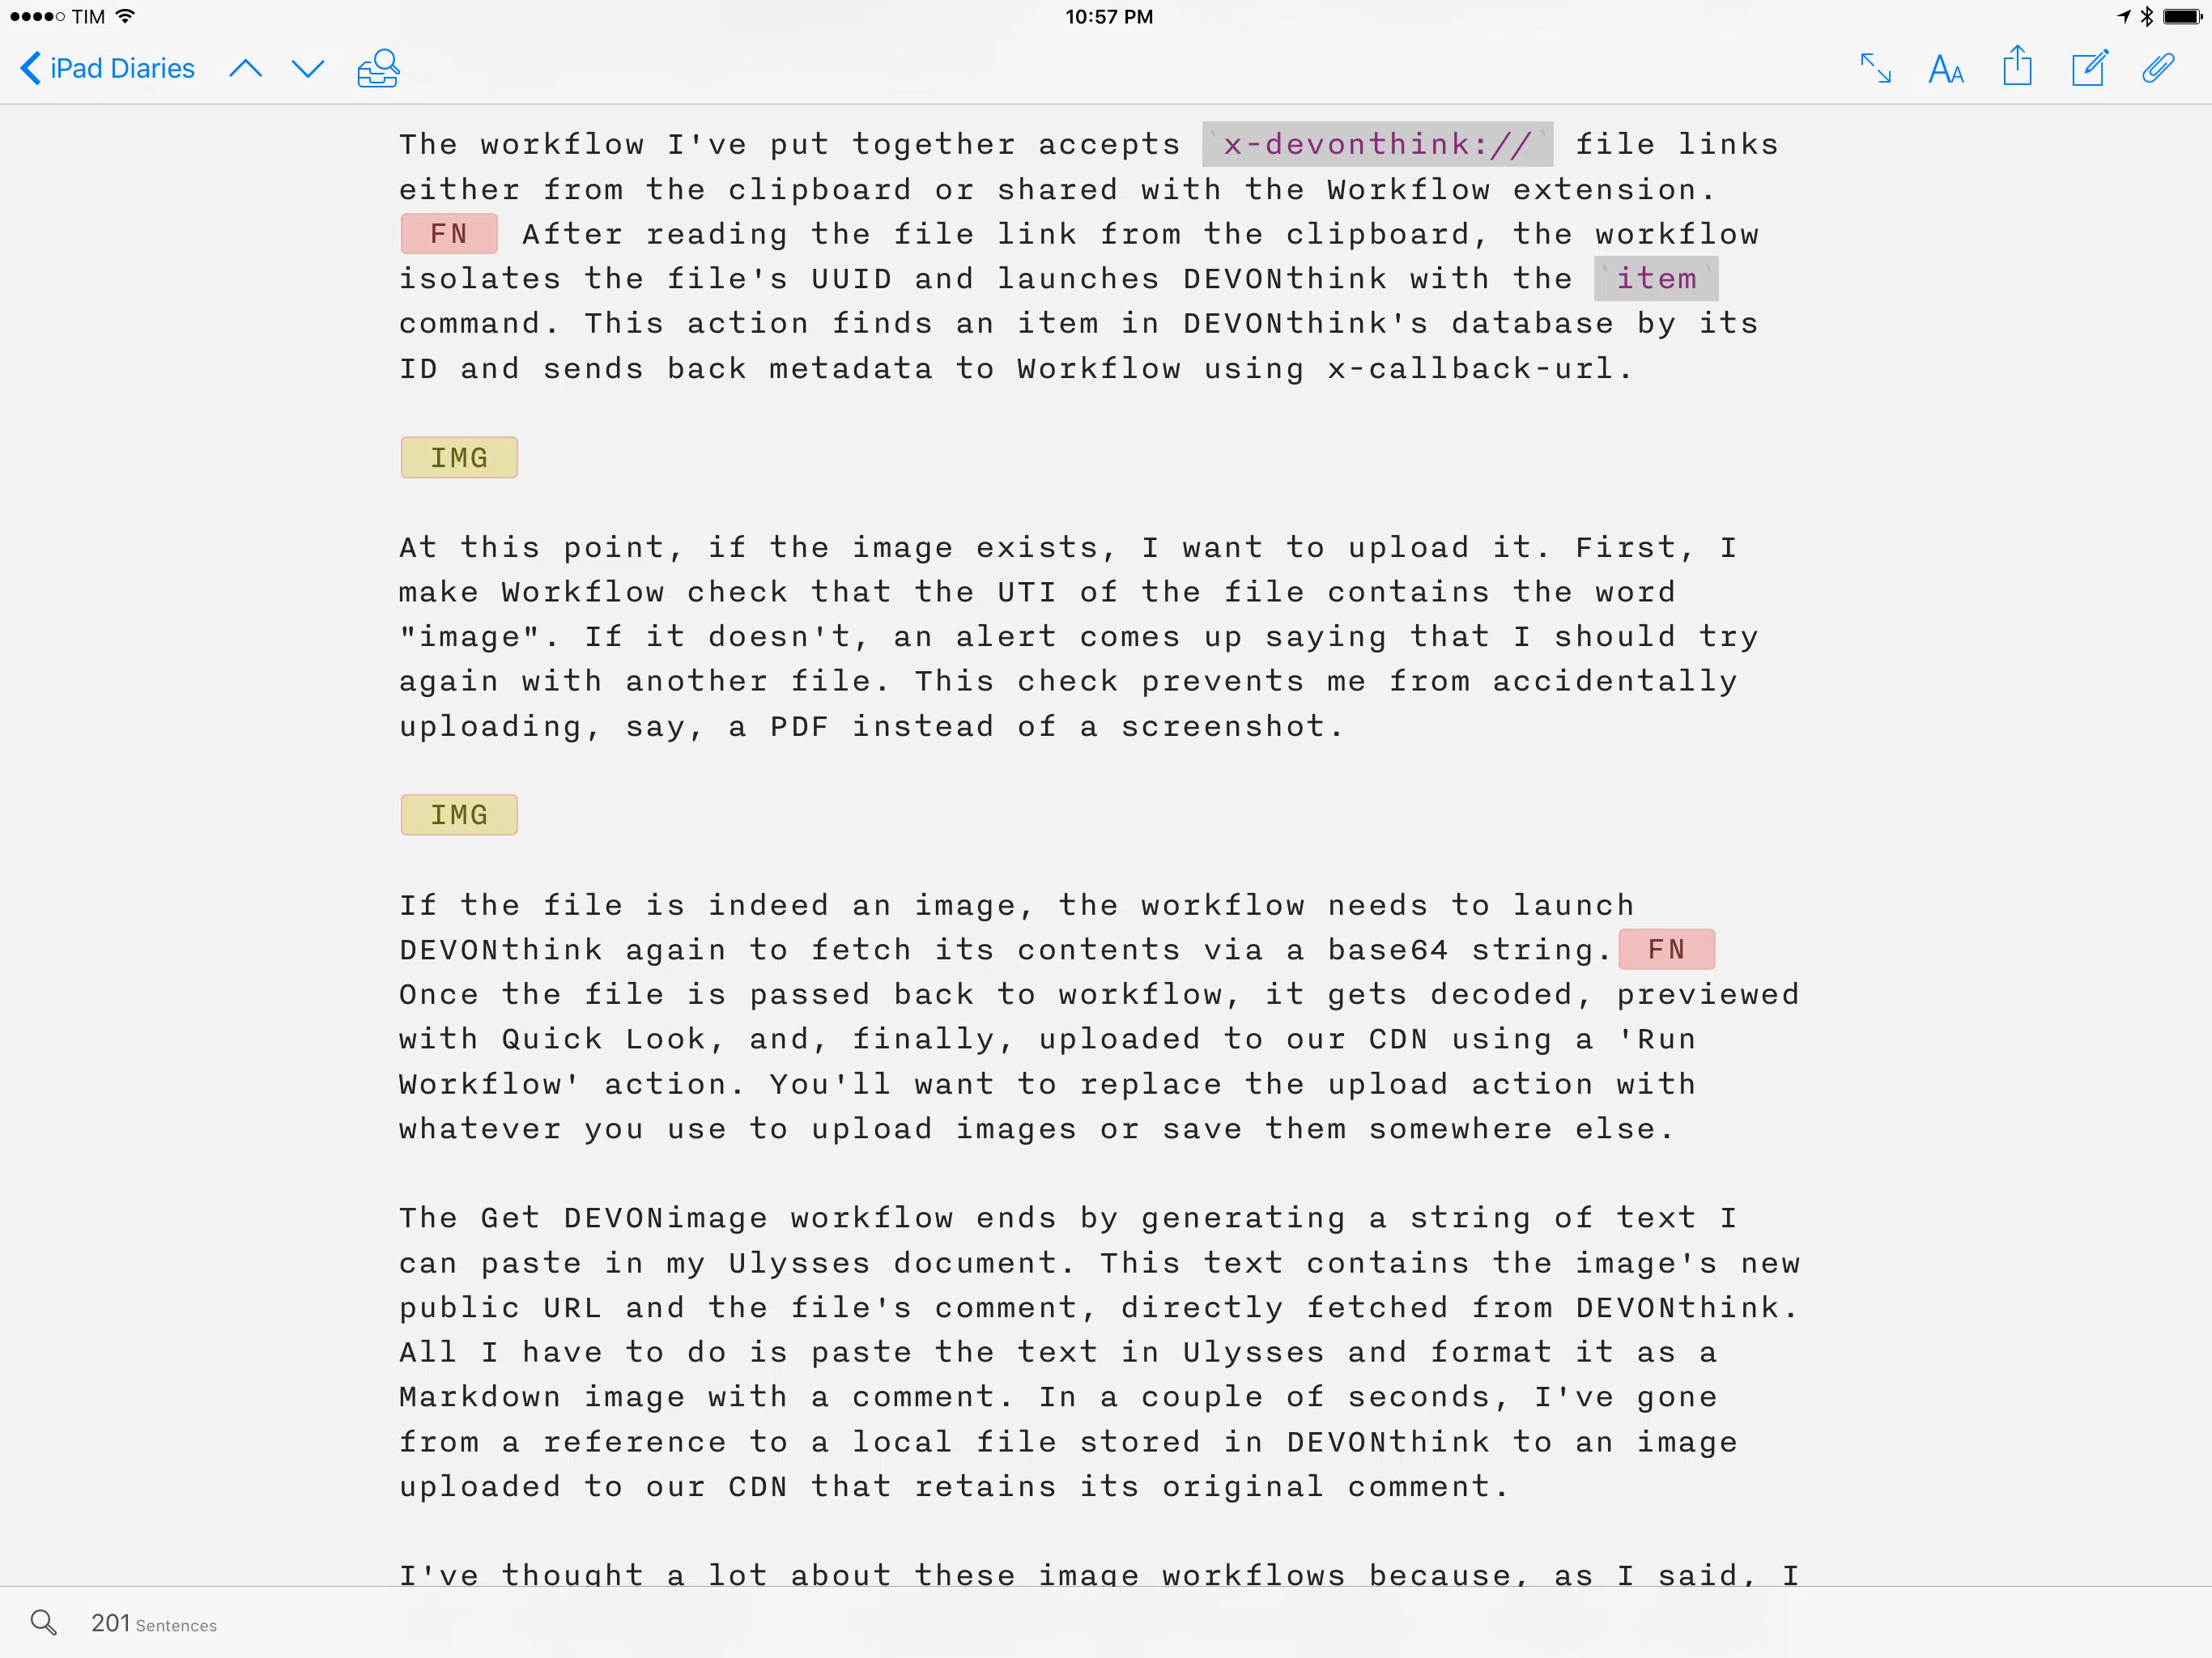 TIM 10:57 PM
iPad Diaries AA
The workflow I've put together accepts `x-devonthink://` file links
either from the clipboard or shared with the Workflow extension.
FN After reading the file link from the clipboard, the workflow
isolates the file's UUID and launches DEVONthink with the `item`
command. This action finds an item in DEVONthink's database by its
ID and sends back metadata to Workflow using x-callback-url.
IMG
At this point, if the image exists, I want to upload it. First, I
make Workflow check that the UTI of the file contains the word
"image". If it doesn't, an alert comes up saying that I should try
again with another file. This check prevents me from accidentally
uploading, say, a PDF instead of a screenshot.
IMG
If the file is indeed an image, the workflow needs to launch
DEVONthink again to fetch its contents via a base64 string. FN
Once the file is passed back to workflow, it gets decoded, previewed
with Quick Look, and, finally, uploaded to our CDN using a 'Run
Workflow' action. You'll want to replace the upload action with
whatever you use to upload images or save them somewhere else.
The Get DEVONimage workflow ends by generating a string of text I
can paste in my Ulysses document. This text contains the image's new
public URL and the file's comment, directly fetched from DEVONthink.
All I have to do is paste the text in Ulysses and format it as a
Markdown image with a comment. In a couple of seconds, I've gone
from a reference to a local file stored in DEVONthink to an image
uploaded to our CDN that retains its original comment.
I've thought a lot about these image workflows because, as I said, I
201 Sentences